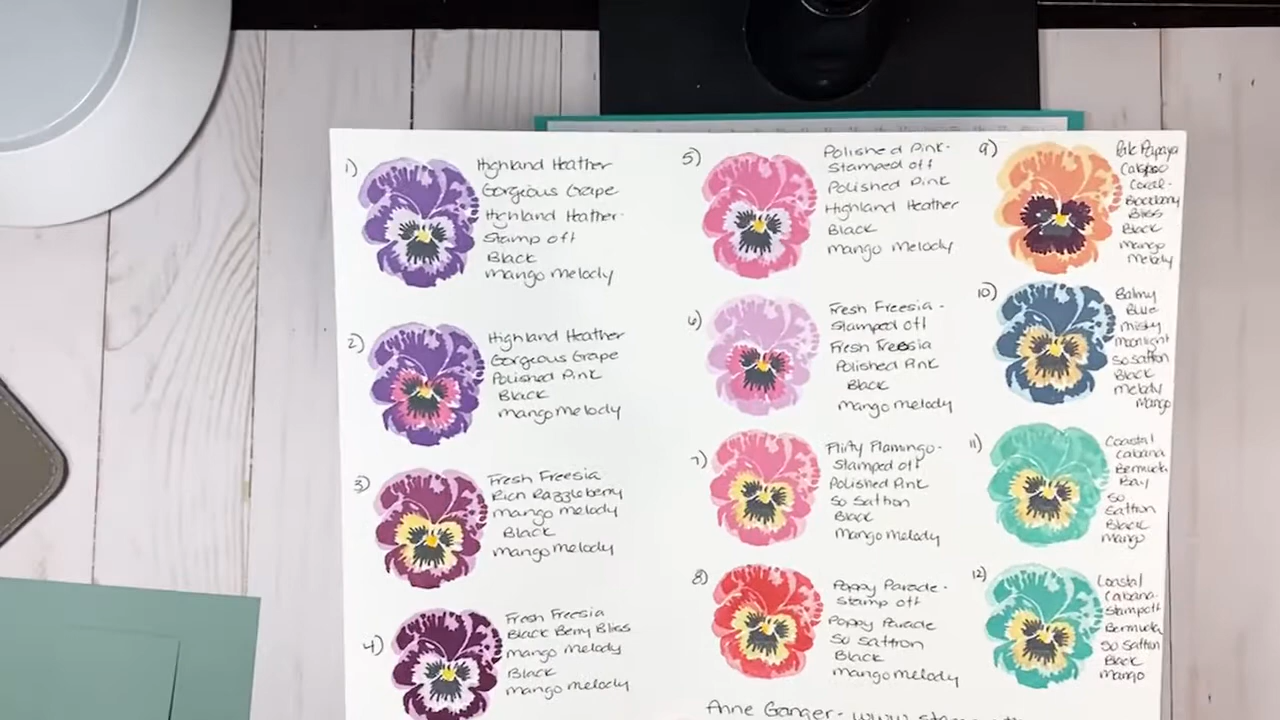 1)
Highland Heather
Gorgeous Grape
Highland Heather-
Stamp off
Black
mango melody
2)
Highland Heather
Gorgeous Grape
Polished Pink
Black
mango melody
3)
Fresh Freesia
Rich Razzleberry
mango melody
Black
mango melody
4)
Fresh Freesia
Black Berry Bliss
mango melody
Black
mango melody
5)
Polished Pink-
Stamped off
Polished Pink
Highland Heather
Black
mango melody
6)
Fresh Freesia -
Stamped off
Fresh Freesia
Polished Pink
Black
mango melody
7)
Flirty Flamingo-
Stamped off
Polished Pink
So Saffron
Black
Mango melody
8)
Poppy Parade-
Stamp off
Poppy Parade
So Saffron
Black
mango melody
9)
Pale Papaya
Calypso
Coral-
Blackberry
Bliss
Black
mango
melody
10)
Balmy
Blue
misty
moonlight
So saffron
Black
melody
mango
11)
Coastal
Cabana
Bermuda
Bay
So
Saffron
Black
mango
12)
Coastal
Cabana-
Stamp off
Bermuda
So Saffron
Black
mango
Anne Granger- www